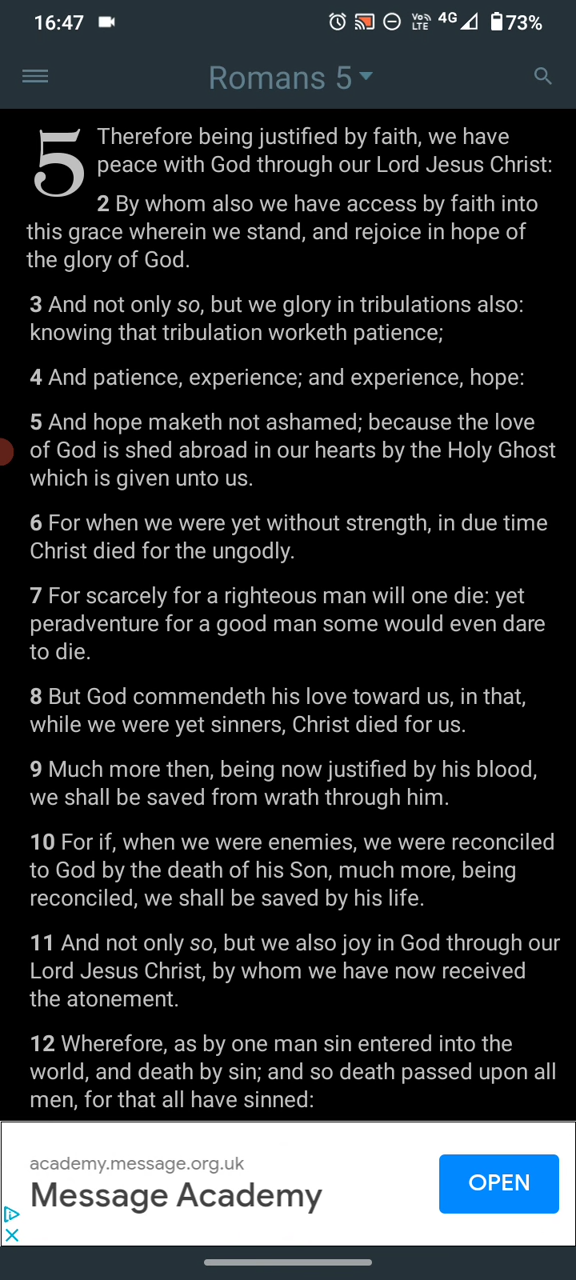 16:47
Vo))
LTE
4G
73%
Romans 5
5 Therefore being justified by faith, we have
peace with God through our Lord Jesus Christ:
2 By whom also we have access by faith into
this grace wherein we stand, and rejoice in hope of
the glory of God.
3 And not only so, but we glory in tribulations also:
knowing that tribulation worketh patience;
4 And patience, experience; and experience, hope:
5 And hope maketh not ashamed; because the love
of God is shed abroad in our hearts by the Holy Ghost
which is given unto us.
6 For when we were yet without strength, in due time
Christ died for the ungodly.
7 For scarcely for a righteous man will one die: yet
peradventure for a good man some would even dare
to die.
8 But God commendeth his love toward us, in that,
while we were yet sinners, Christ died for us.
9 Much more then, being now justified by his blood,
we shall be saved from wrath through him.
10 For if, when we were enemies, we were reconciled
to God by the death of his Son, much more, being
reconciled, we shall be saved by his life.
11 And not only so, but we also joy in God through our
Lord Jesus Christ, by whom we have now received
the atonement.
12 Wherefore, as by one man sin entered into the
world, and death by sin; and so death passed upon all
men, for that all have sinned:
academy.message.org.uk
Message Academy
OPEN